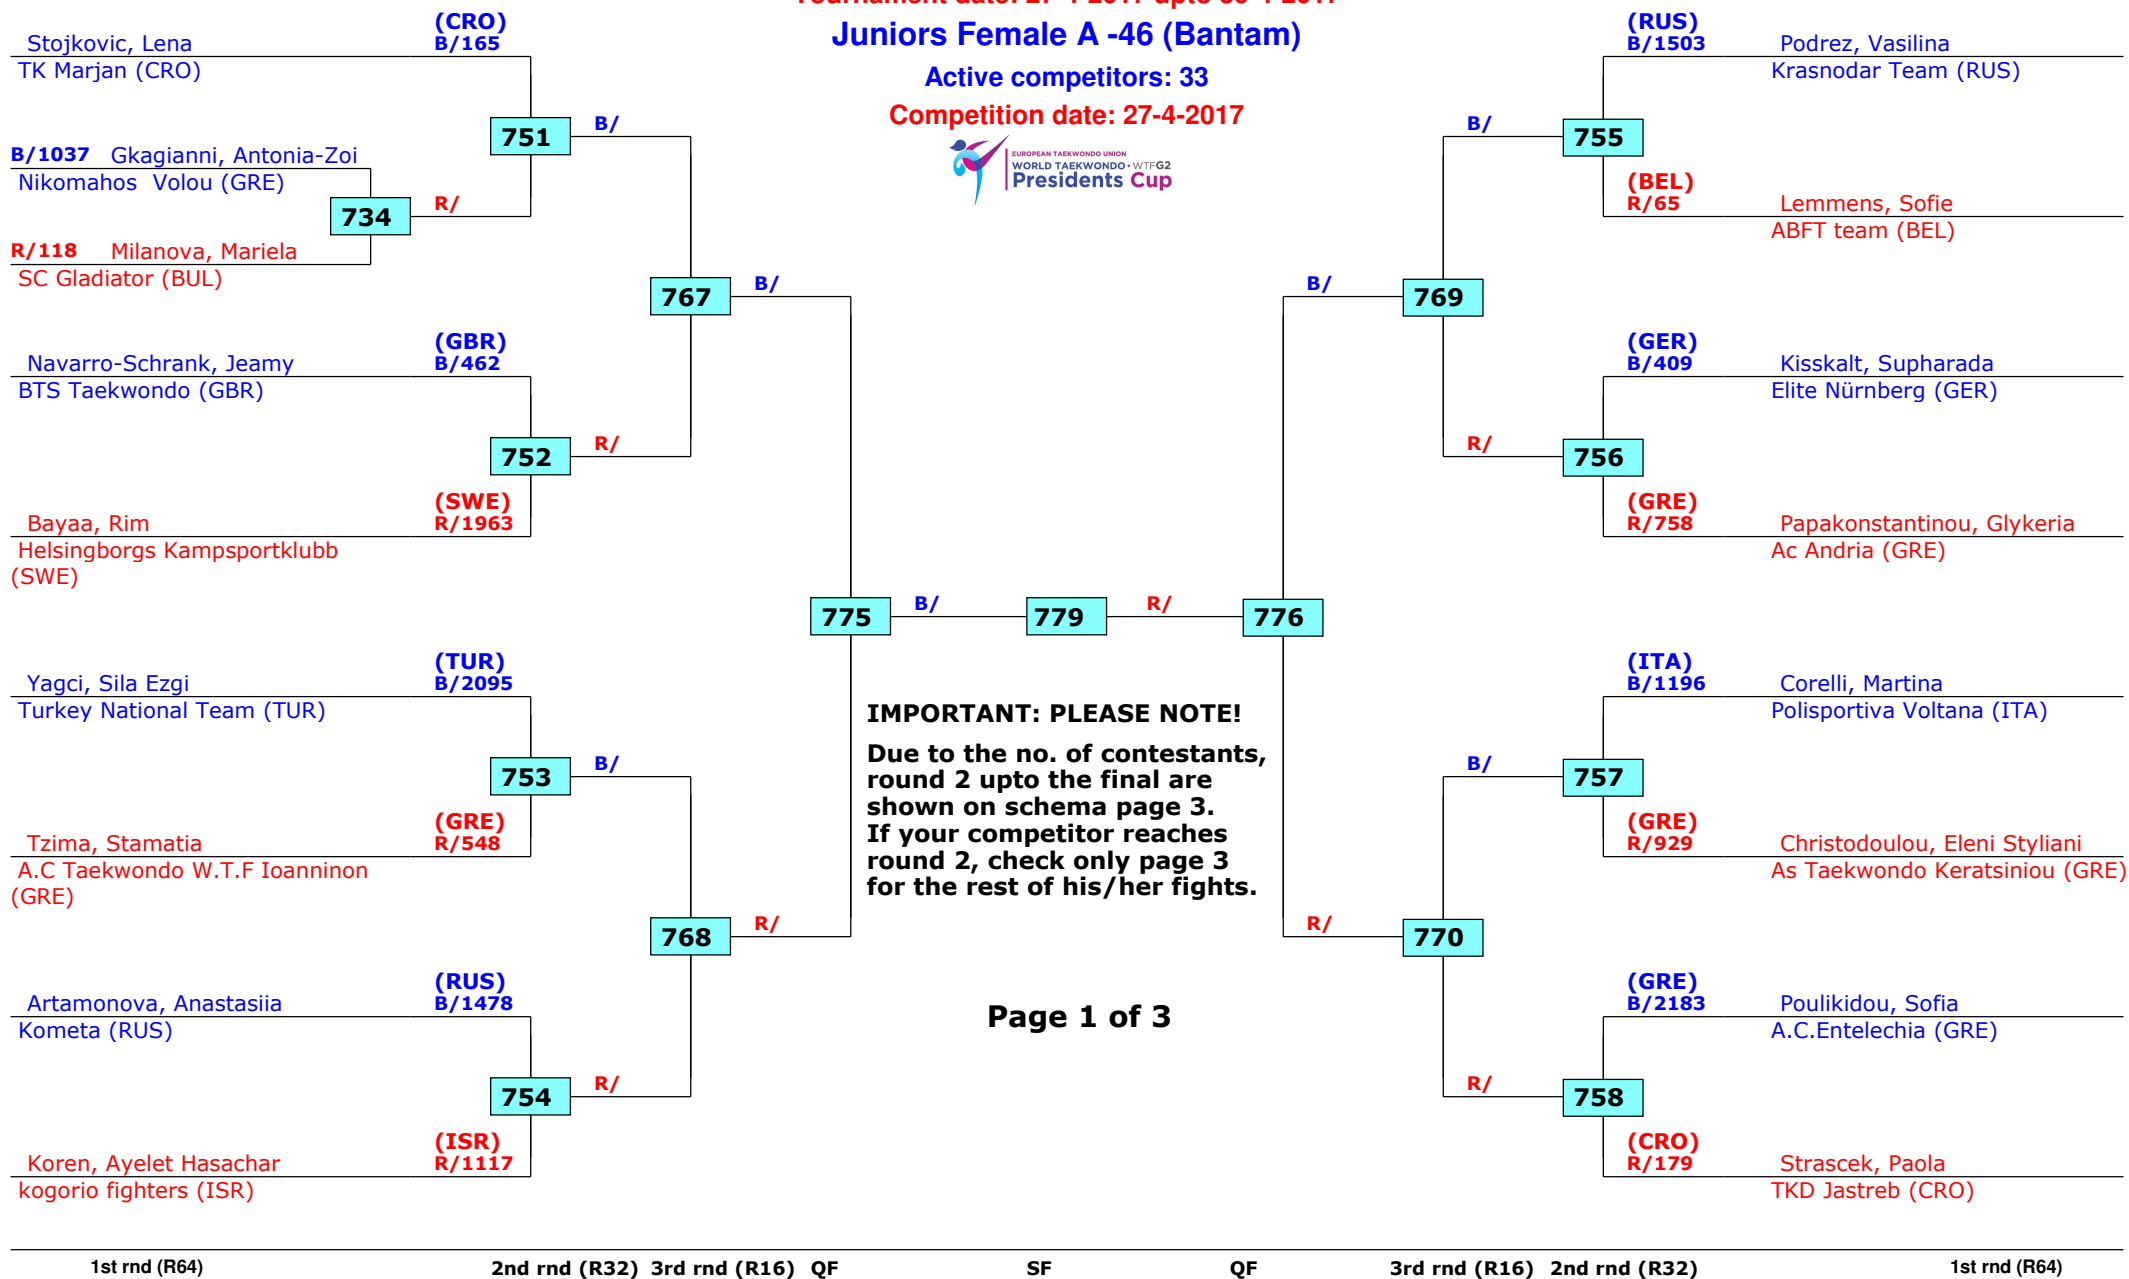 Juniors Female A -46 (Bantam)
Active competitors: 33
Competition date: 27-4-2017
EUROPEAN TAEKWONDO UNION
WORLD TAEKWONDO • WTF G2
Presidents Cup
(CRO)
Stojkovic, Lena B/165
TK Marjan (CRO)
751
B/
B/1037 Gkagianni, Antonia-Zoi
Nikomahos Volou (GRE)
734
R/
R/118 Milanova, Mariela
SC Gladiator (BUL)
767
B/
(GBR)
Navarro-Schrank, Jeamy B/462
BTS Taekwondo (GBR)
752
R/
(SWE)
Bayaa, Rim R/1963
Helsingborgs Kampsportklubb
(SWE)
775
B/
779
R/
776
(TUR)
Yagci, Sila Ezgi B/2095
Turkey National Team (TUR)
753
B/
(GRE)
Tzima, Stamatia R/548
A.C Taekwondo W.T.F Ioanninon
(GRE)
768
R/
(RUS)
Artamonova, Anastasiia B/1478
Kometa (RUS)
754
R/
(ISR)
Koren, Ayelet Hasachar R/1117
kogorio fighters (ISR)
IMPORTANT: PLEASE NOTE!
Due to the no. of contestants,
round 2 upto the final are
shown on schema page 3.
If your competitor reaches
round 2, check only page 3
for the rest of his/her fights.
Page 1 of 3
(RUS)
B/1503 Podrez, Vasilina
Krasnodar Team (RUS)
B/
755
(BEL)
R/65 Lemmens, Sofie
ABFT team (BEL)
B/
769
(GER)
B/409 Kisskalt, Supharada
Elite Nürnberg (GER)
R/
756
(GRE)
R/758 Papakonstantinou, Glykeria
Ac Andria (GRE)
(ITA)
B/1196 Corelli, Martina
Polisportiva Voltana (ITA)
B/
757
(GRE)
R/929 Christodoulou, Eleni Styliani
As Taekwondo Keratsiniou (GRE)
R/
770
(GRE)
B/2183 Poulikidou, Sofia
A.C.Entelechia (GRE)
R/
758
(CRO)
R/179 Strascek, Paola
TKD Jastreb (CRO)
1st rnd (R64) 2nd rnd (R32) 3rd rnd (R16) QF SF QF 3rd rnd (R16) 2nd rnd (R32) 1st rnd (R64)